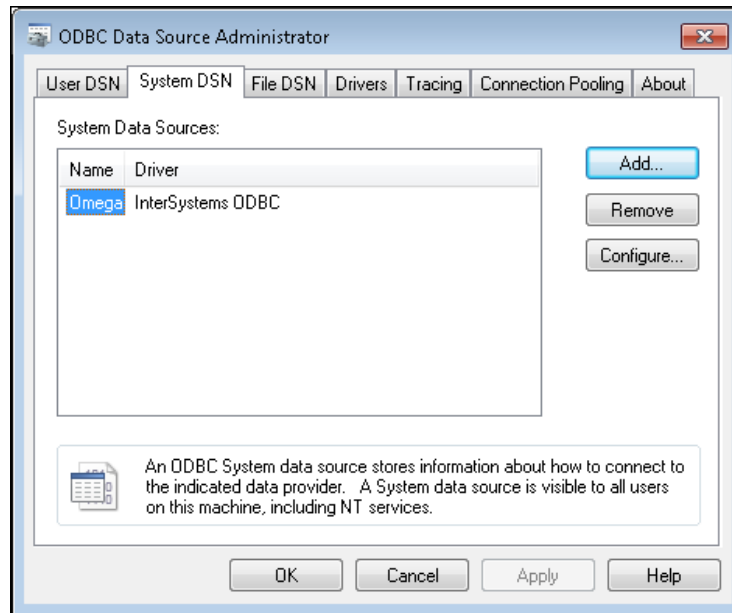 ODBC Data Source Administrator
User DSN System DSN File DSN Drivers Tracing Connection Pooling About
System Data Sources:
Name Driver
Omega InterSystems ODBC
Add...
Remove
Configure...
An ODBC System data source stores information about how to connect to
the indicated data provider. A System data source is visible to all users
on this machine, including NT services.
OK Cancel Apply Help